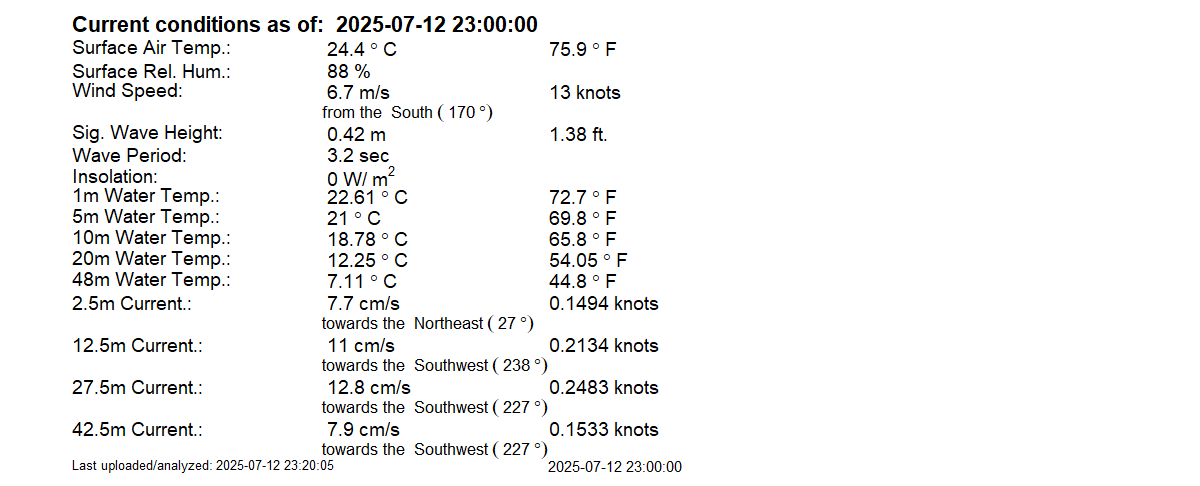 Current conditions as of: 2025-07-12 23:00:00
Surface Air Temp.: 24.4 ° C 75.9 ° F
Surface Rel. Hum.: 88 %
Wind Speed: 6.7 m/s 13 knots
from the South ( 170 °)
Sig. Wave Height: 0.42 m 1.38 ft.
Wave Period: 3.2 sec
Insolation: 0 W/ m²
1m Water Temp.: 22.61 ° C 72.7 ° F
5m Water Temp.: 21 ° C 69.8 ° F
10m Water Temp.: 18.78 ° C 65.8 ° F
20m Water Temp.: 12.25 ° C 54.05 ° F
48m Water Temp.: 7.11 ° C 44.8 ° F
2.5m Current.: 7.7 cm/s 0.1494 knots
towards the Northeast ( 27 °)
12.5m Current.: 11 cm/s 0.2134 knots
towards the Southwest ( 238 °)
27.5m Current.: 12.8 cm/s 0.2483 knots
towards the Southwest ( 227 °)
42.5m Current.: 7.9 cm/s 0.1533 knots
towards the Southwest ( 227 °)
Last uploaded/analyzed: 2025-07-12 23:20:05 2025-07-12 23:00:00